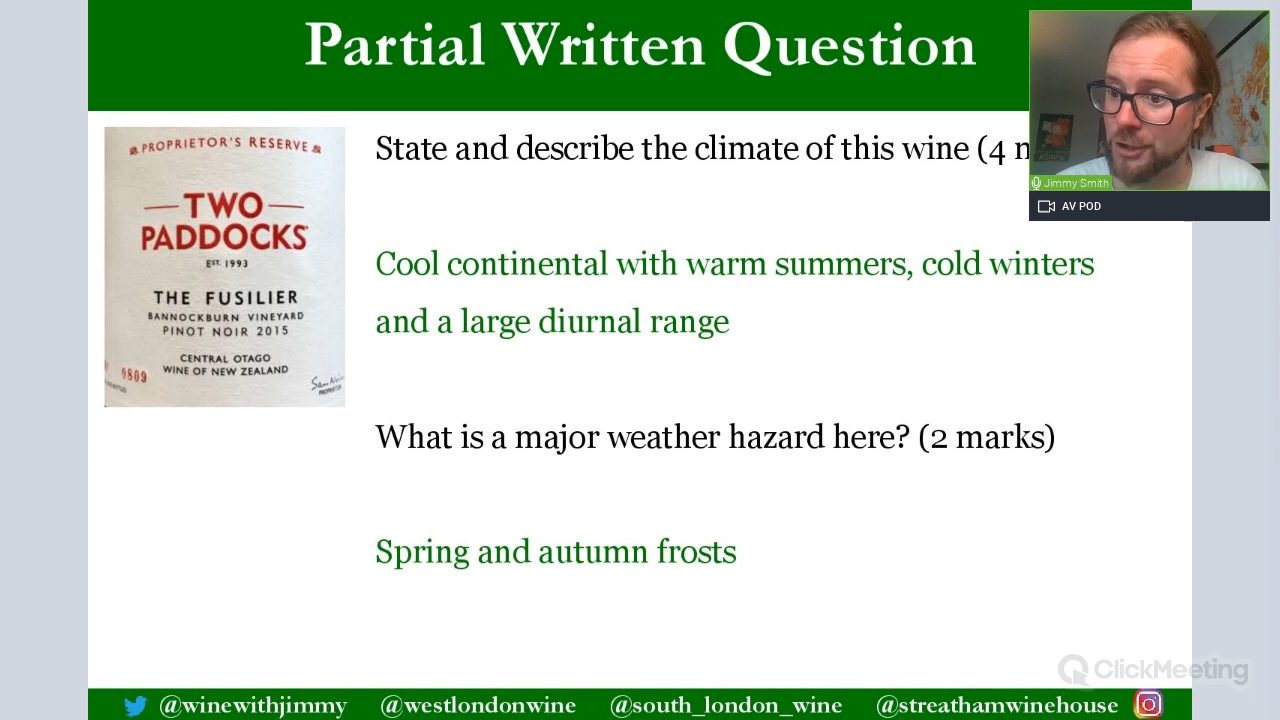 Partial Written Question
PROPRIETOR'S RESERVE
TWO
PADDOCKS
EST. 1993
THE FUSILIER
BANNOCKBURN VINEYARD
PINOT NOIR 2015
CENTRAL OTAGO
WINE OF NEW ZEALAND
0809
PROPRIETOR
State and describe the climate of this wine (4
Cool continental with warm summers, cold winters
and a large diurnal range
What is a major weather hazard here? (2 marks)
Spring and autumn frosts
Jimmy Smith
AV POD
ClickMeeting
@winewithjimmy @westlondonwine @south_london_wine @streathamwinehouse